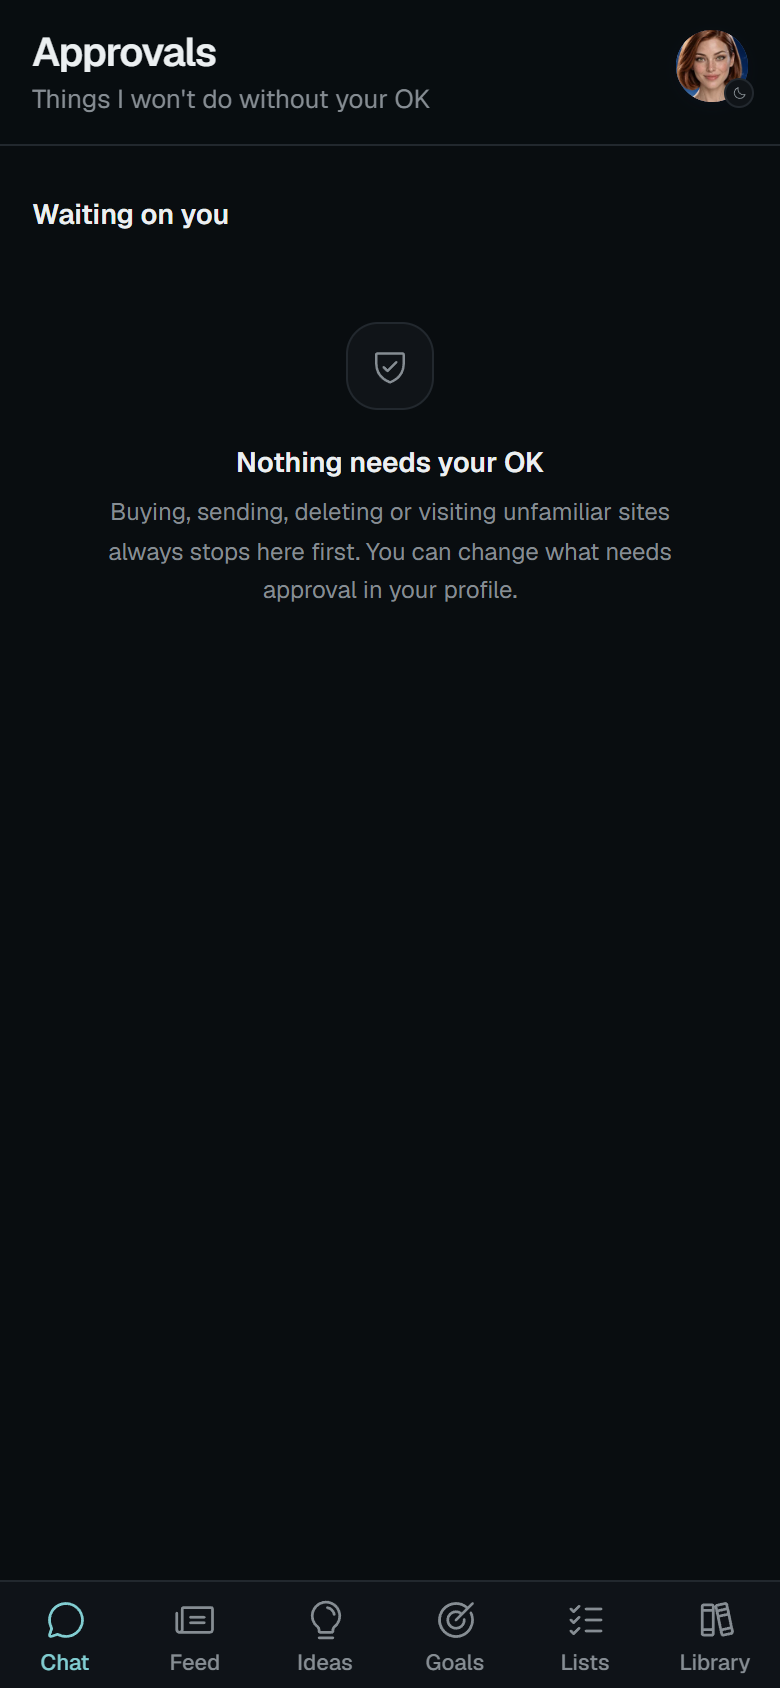 Approvals
Things I won't do without your OK
Waiting on you
Nothing needs your OK
Buying, sending, deleting or visiting unfamiliar sites
always stops here first. You can change what needs
approval in your profile.
Chat
Feed
Ideas
Goals
Lists
Library